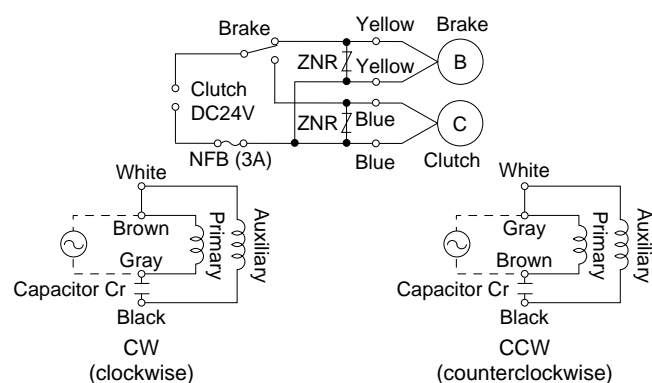 Brake
Yellow
Brake
ZNR
B
Yellow
Clutch
DC24V
ZNR
Blue
C
NFB (3A)
Blue
Clutch
White
Brown
Primary
Auxiliary
Gray
Capacitor Cr
Black
CW
(clockwise)
White
Gray
Primary
Auxiliary
Brown
Capacitor Cr
Black
CCW
(counterclockwise)